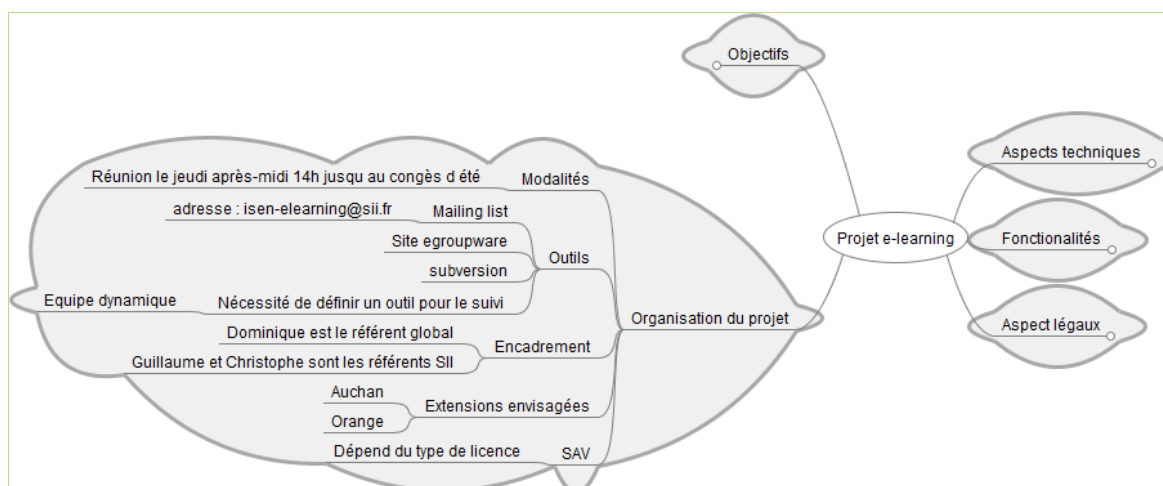 Objectifs
Aspects techniques
Réunion le jeudi après-midi 14h jusqu au congès d été
Modalités
adresse : isen-elearning@sii.fr
Mailing list
Site egroupware
Projet e-learning
Fonctionalités
Outils
subversion
Equipe dynamique
Nécessité de définir un outil pour le suivi
Organisation du projet
Aspect légaux
Dominique est le référent global
Encadrement
Guillaume et Christophe sont les référents SII
Auchan
Extensions envisagées
Orange
Dépend du type de licence
SAV